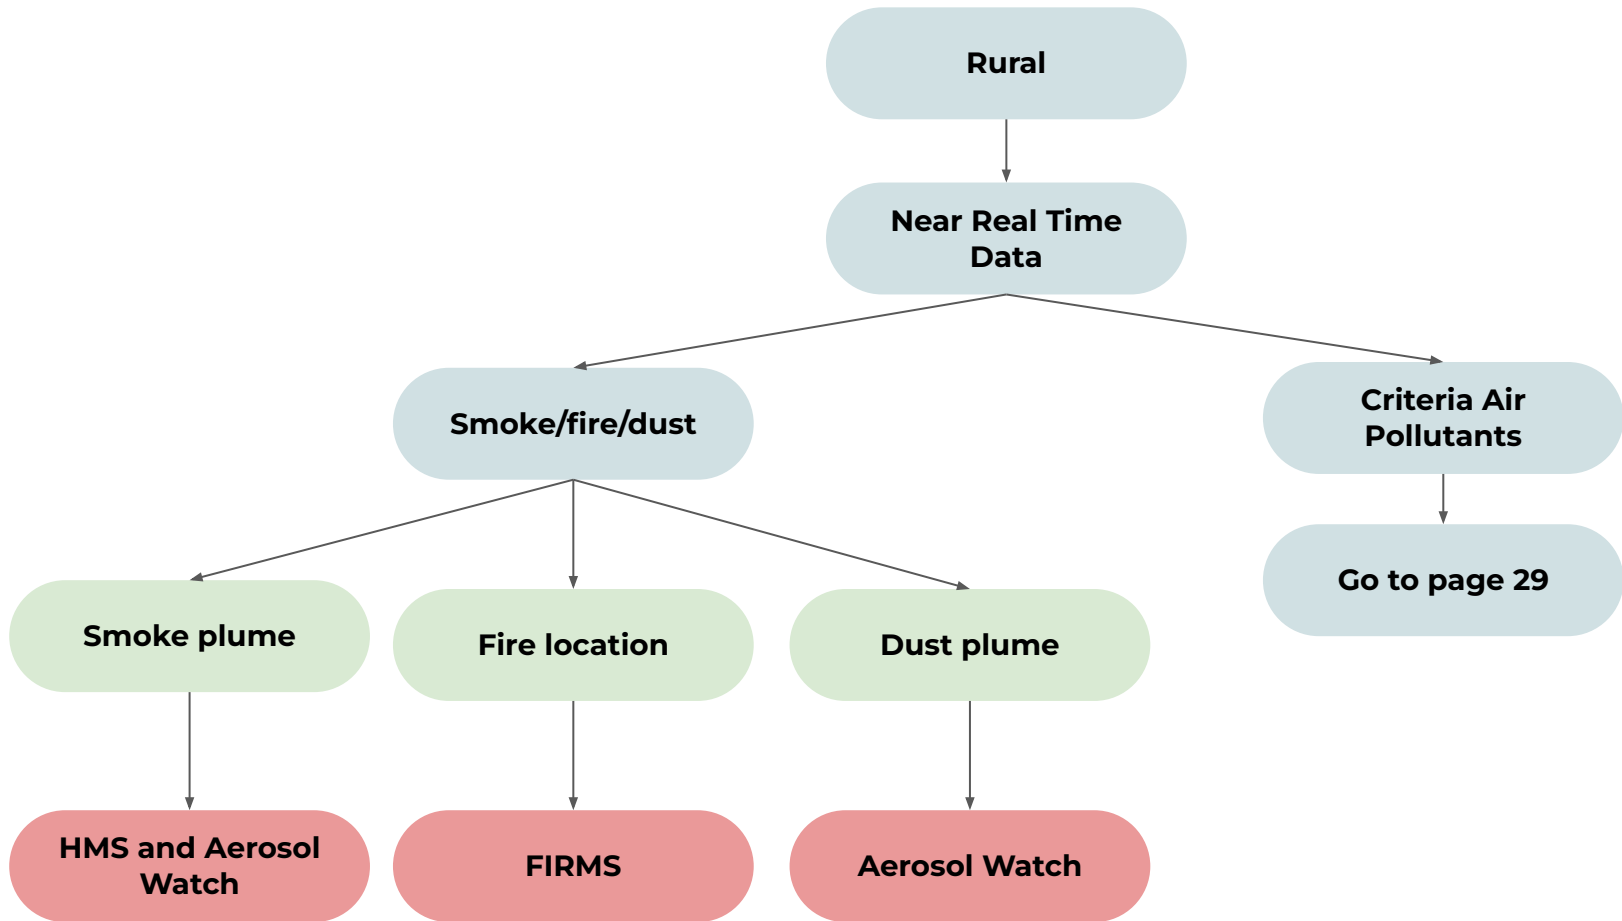 Rural
Near Real Time
Data
Smoke/fire/dust
Criteria Air
Pollutants
Go to page 29
Smoke plume
Fire location
Dust plume
HMS and Aerosol
Watch
FIRMS
Aerosol Watch